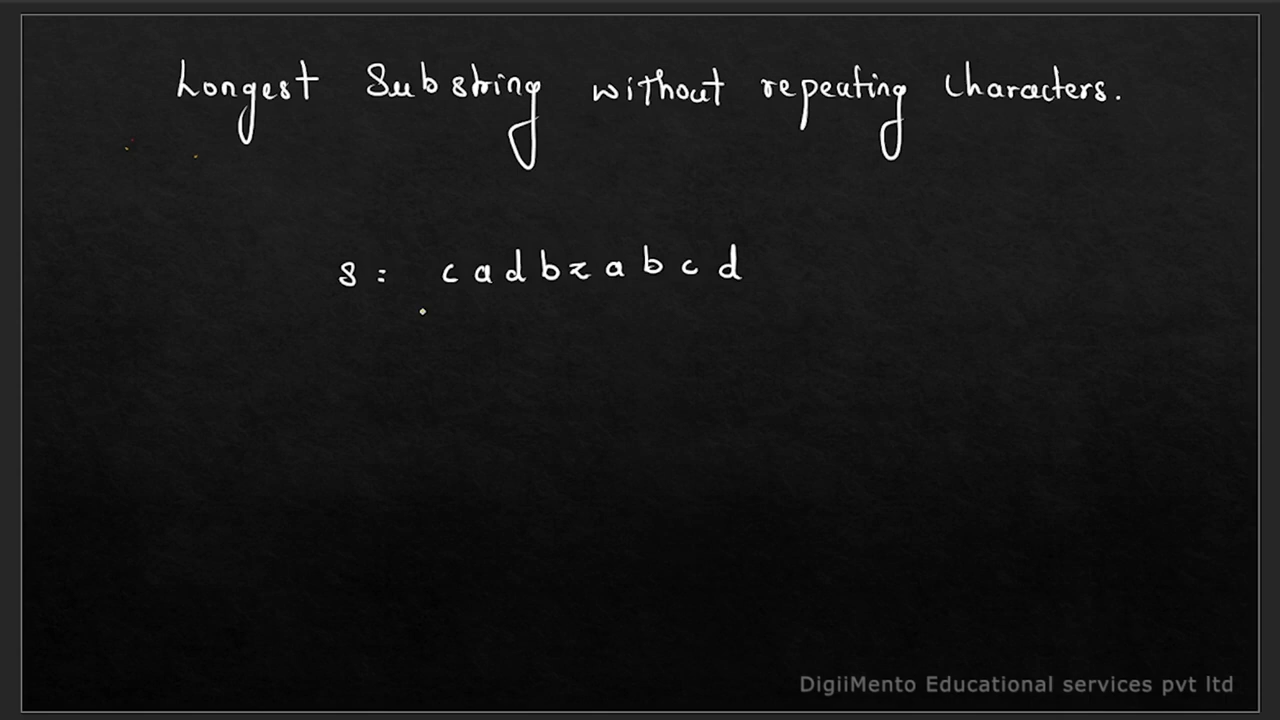 Longest Substring without repeating Characters.
s : c a d b z a b c d
DigiiMento Educational services pvt ltd